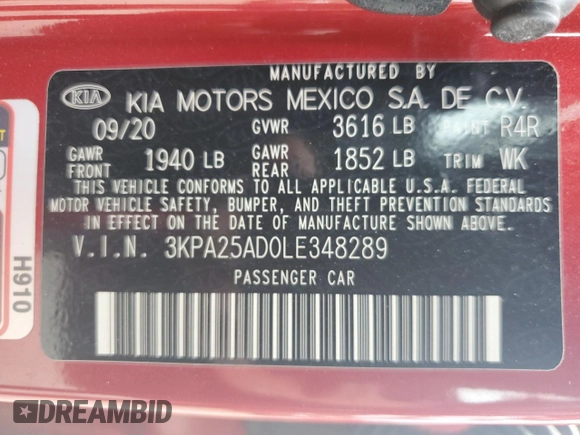 MANUFACTURED BY
KIA KIA MOTORS MEXICO S.A. DE C.V.
09/20 GVWR 3616 LB PAINT R4R
GAWR FRONT 1940 LB GAWR REAR 1852 LB TRIM WK
THIS VEHICLE CONFORMS TO ALL APPLICABLE U.S.A. FEDERAL
MOTOR VEHICLE SAFETY, BUMPER, AND THEFT PREVENTION STANDARDS
IN EFFECT ON THE DATE OF MANUFACTURE SHOWN ABOVE.
V.I.N. 3KPA25AD0LE348289
PASSENGER CAR
H910
DREAMBID